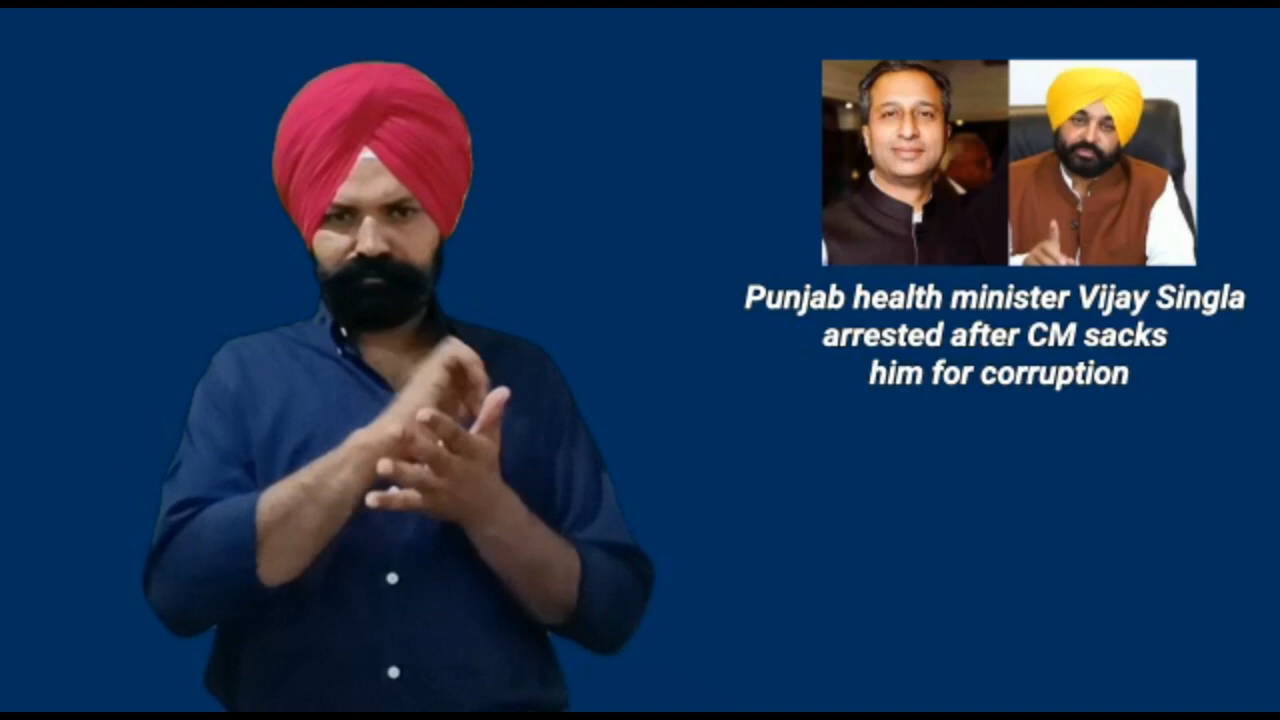 Punjab health minister Vijay Singla
arrested after CM sacks
him for corruption